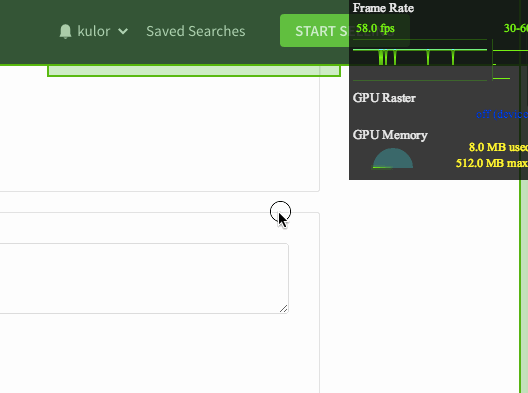 kulor
Saved Searches
START S
Frame Rate
58.0 fps
30-60
GPU Raster
off
GPU Memory
8.0 MB used
512.0 MB max